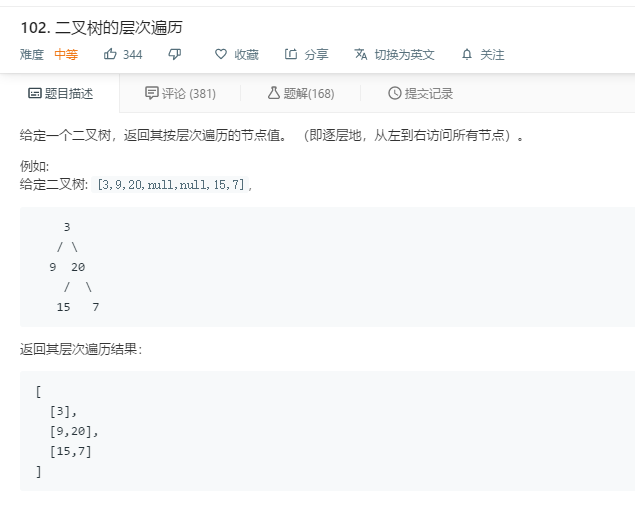 102. 二叉树的层次遍历
难度 中等 344 收藏 分享 切换为英文 关注
题目描述 评论 (381) 题解(168) 提交记录
给定一个二叉树，返回其按层次遍历的节点值。 （即逐层地，从左到右访问所有节点）。
例如:
给定二叉树: [3,9,20,null,null,15,7],
3
/ \
9 20
/ \
15 7
返回其层次遍历结果：
[
[3],
[9,20],
[15,7]
]